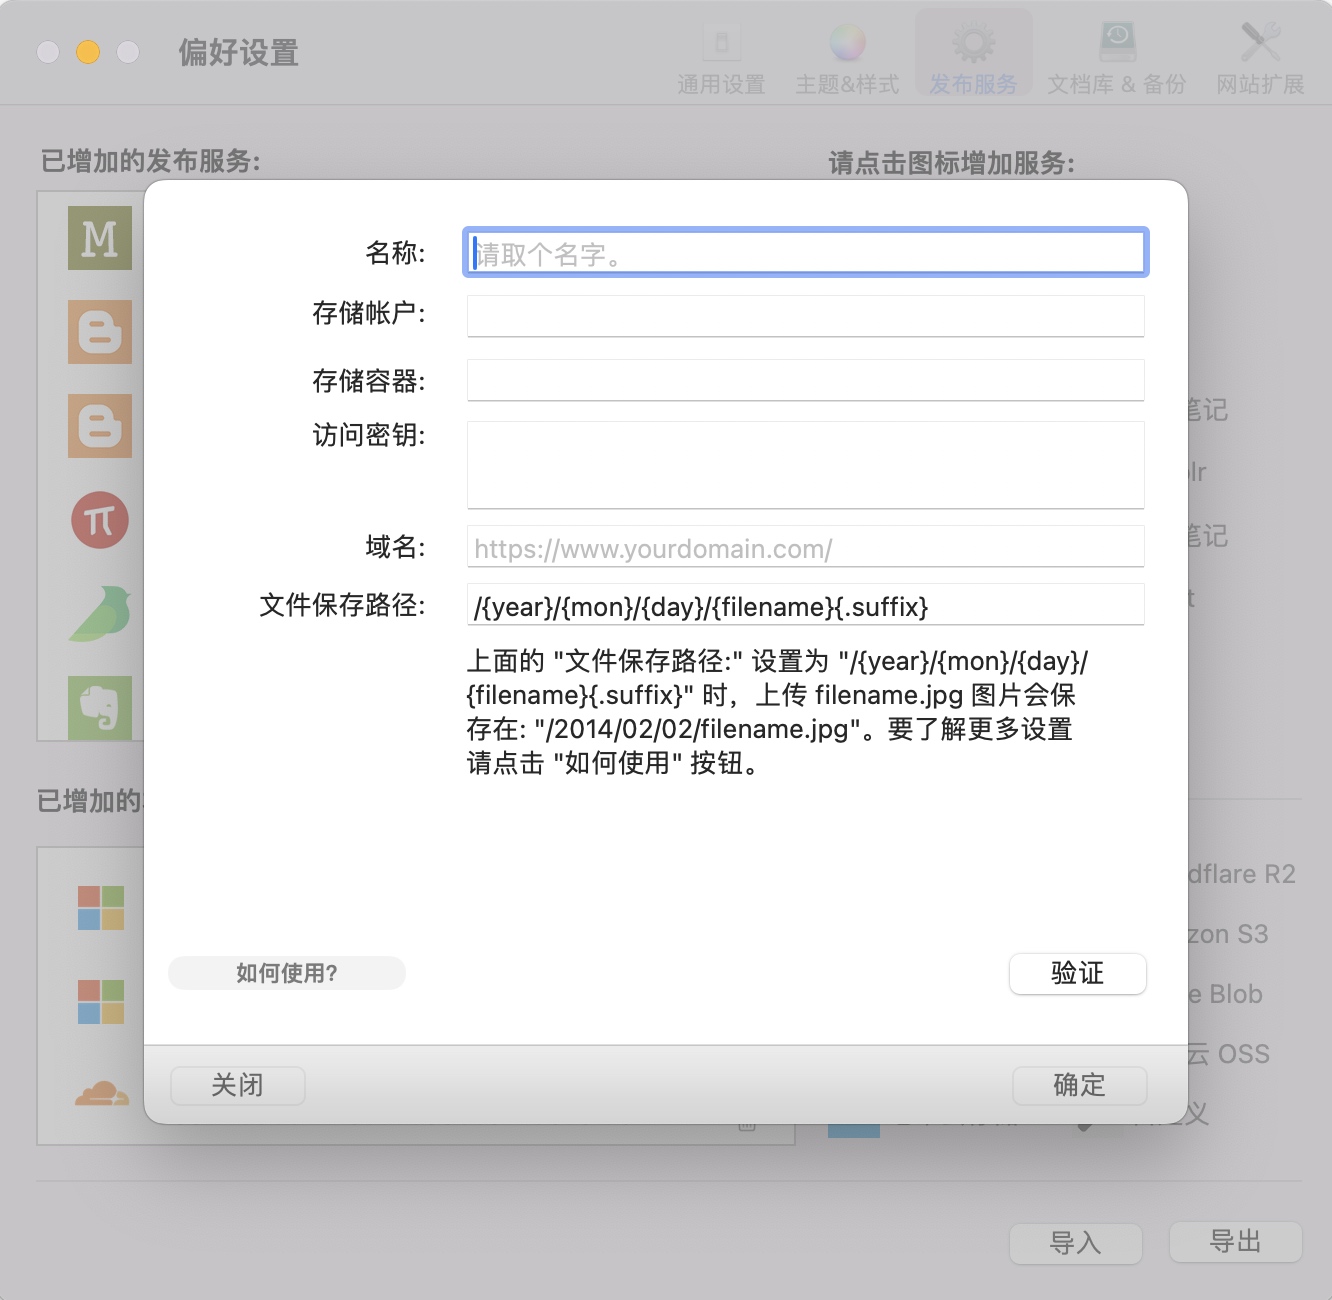 偏好设置
通用设置
主题&样式
发布服务
文档库 & 备份
网站扩展
已增加的发布服务:
请点击图标增加服务:
名称:
请取个名字。
存储帐户:
存储容器:
笔记
lr
访问密钥:
笔记
域名:
https://www.yourdomain.com/
t
文件保存路径:
/{year}/{mon}/{day}/{filename}{.suffix}
上面的 "文件保存路径:" 设置为 "/{year}/{mon}/{day}/
{filename}{.suffix}" 时，上传 filename.jpg 图片会保
存在: "/2014/02/02/filename.jpg"。要了解更多设置
请点击 "如何使用" 按钮。
已增加的
dflare R2
zon S3
e Blob
云 OSS
义
如何使用?
验证
关闭
确定
导入
导出